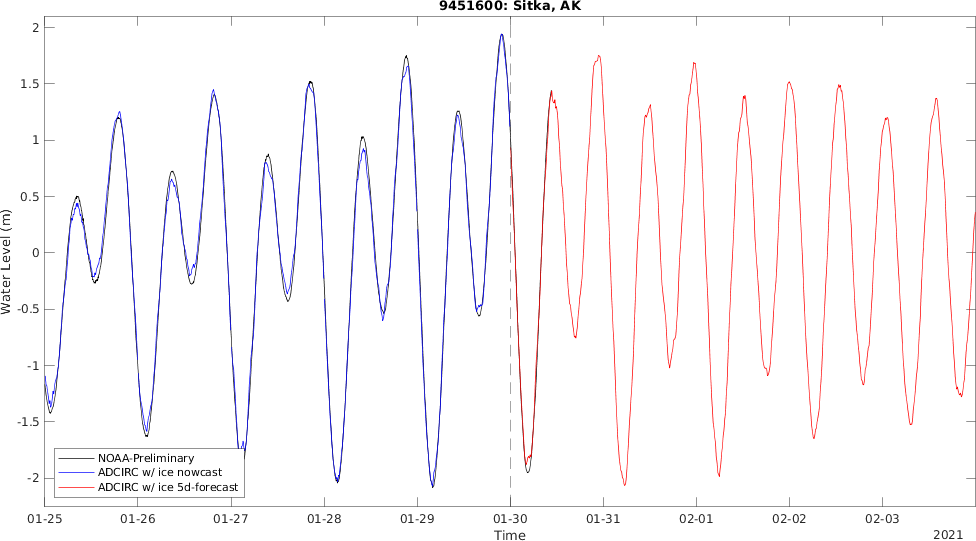 9451600: Sitka, AK
2
1.5
1
0.5
0
-0.5
-1
-1.5
-2
Water Level (m)
NOAA-Preliminary
ADCIRC w/ ice nowcast
ADCIRC w/ ice 5d-forecast
01-25 01-26 01-27 01-28 01-29 01-30 01-31 02-01 02-02 02-03
Time
2021